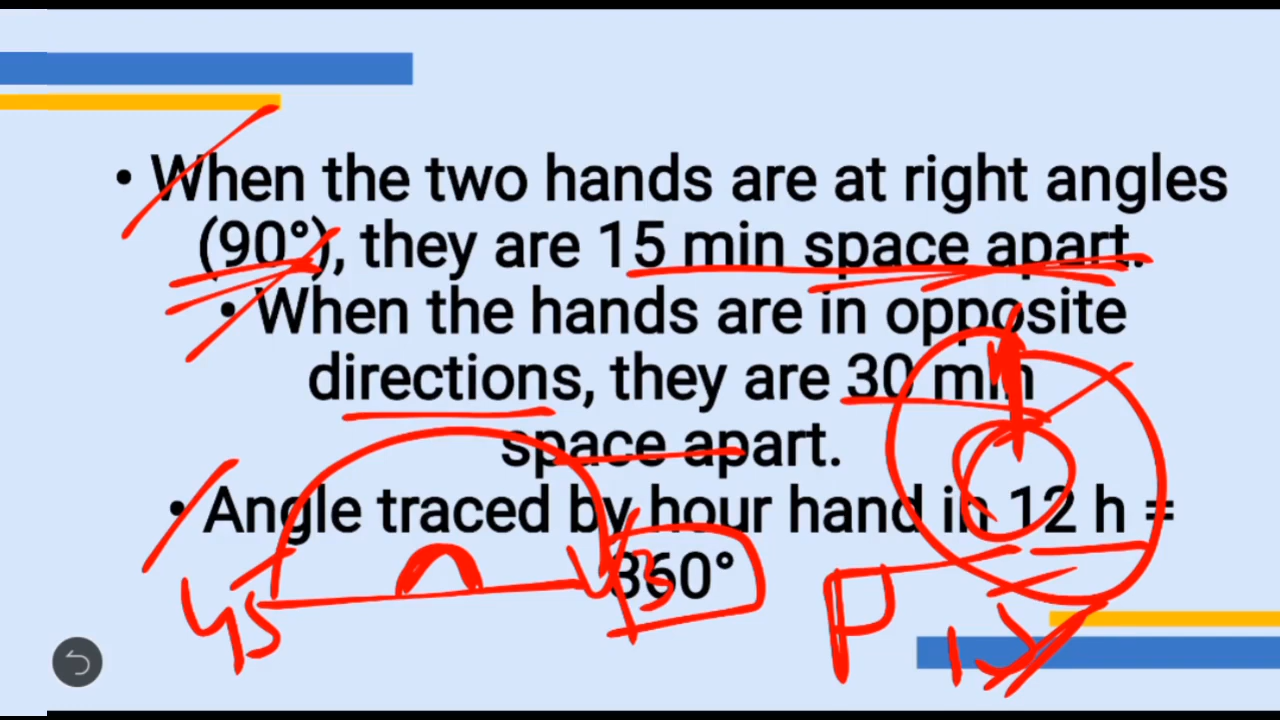 • When the two hands are at right angles
(90°), they are 15 min space apart.
• When the hands are in opposite
directions, they are 30 min
space apart.
• Angle traced by hour hand in 12 h =
360°
45
12